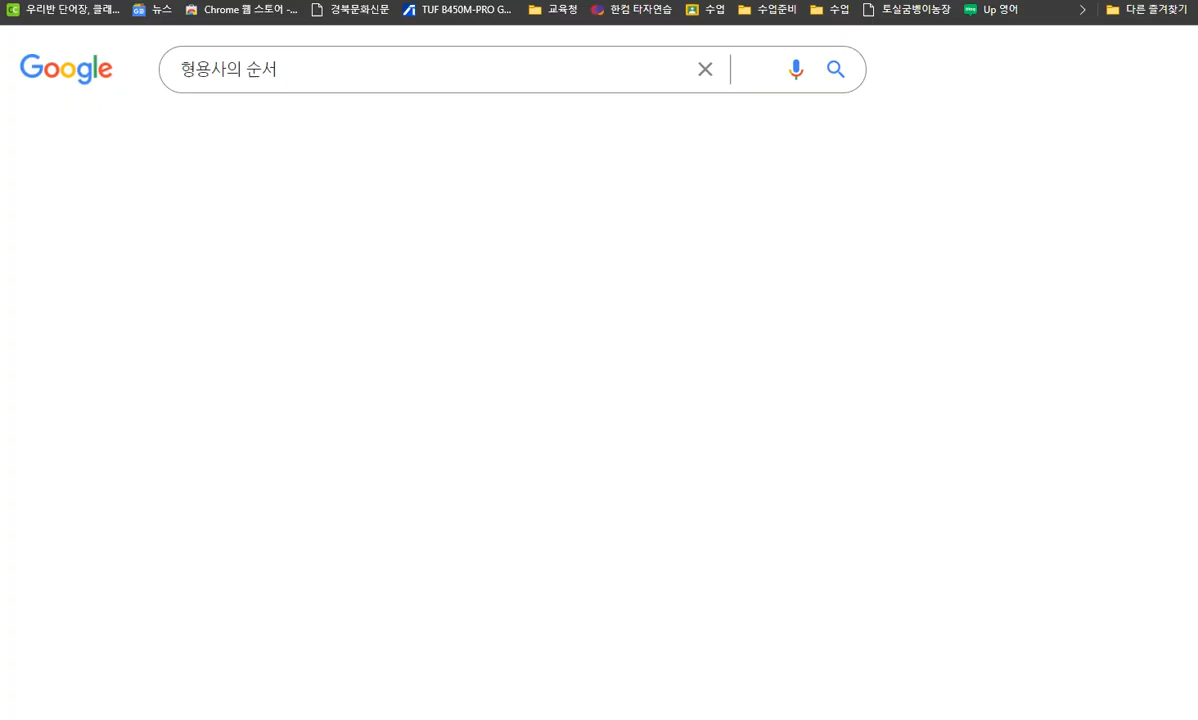 우리반 단어장, 클래... 뉴스 Chrome 웹 스토어 -... 경북문화신문 TUF B450M-PRO G... 교육청 한컴 타자연습 수업 수업준비 수업 토실굼벵이농장 Up 영어 다른 즐겨찾기
Google 형용사의 순서